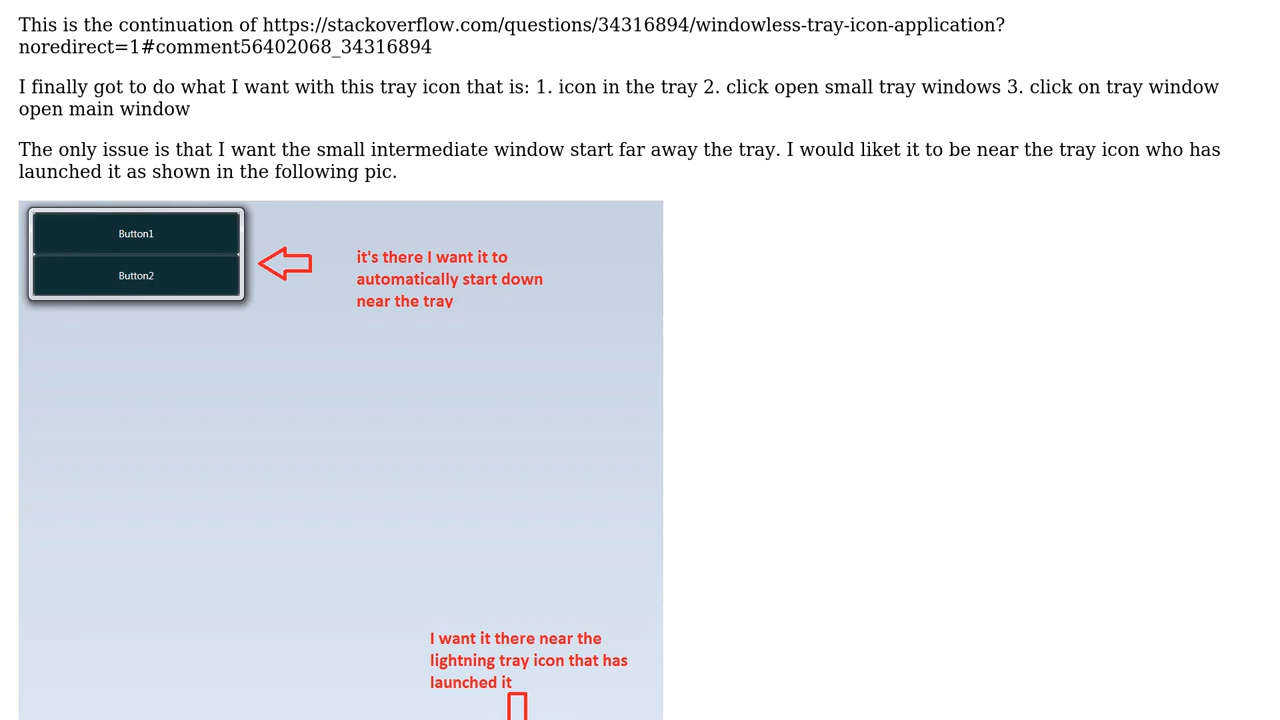 This is the continuation of https://stackoverflow.com/questions/34316894/windowless-tray-icon-application?
noredirect=1#comment56402068_34316894
I finally got to do what I want with this tray icon that is: 1. icon in the tray 2. click open small tray windows 3. click on tray window
open main window
The only issue is that I want the small intermediate window start far away the tray. I would liket it to be near the tray icon who has
launched it as shown in the following pic.
Button1
Button2
it's there I want it to
automatically start down
near the tray
I want it there near the
lightning tray icon that has
launched it